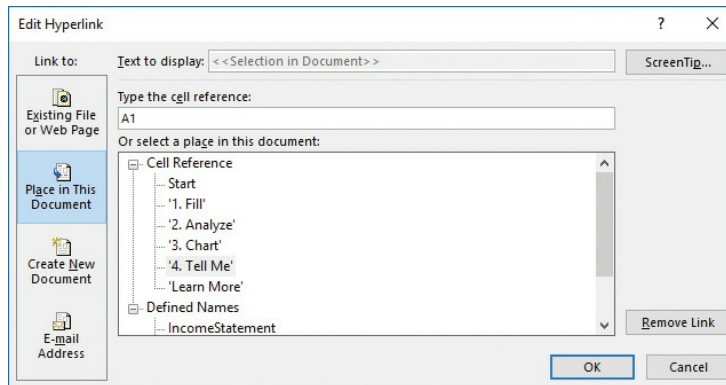 Edit Hyperlink
? X
Link to:
Text to display: <<Selection in Document>>
ScreenTip...
Existing File
or Web Page
Place in This
Document
Create New
Document
E-mail
Address
Type the cell reference:
A1
Or select a place in this document:
Cell Reference
Start
'1. Fill'
'2. Analyze'
'3. Chart'
'4. Tell Me'
'Learn More'
Defined Names
IncomeStatement
Remove Link
OK
Cancel